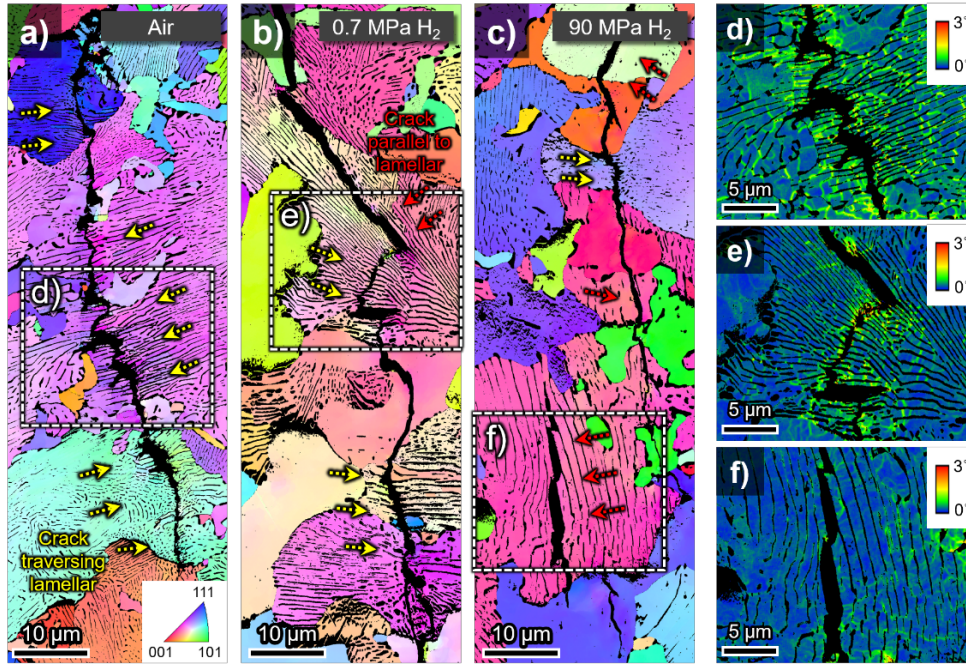 a)
Air
b)
0.7 MPa H₂
c)
90 MPa H₂
d)
3°
0°
5 µm
Crack
parallel to
lamellar
e)
d)
e)
3°
0°
5 µm
f)
Crack
traversing
lamellar
111
001
101
10 µm
10 µm
10 µm
f)
3°
0°
5 µm